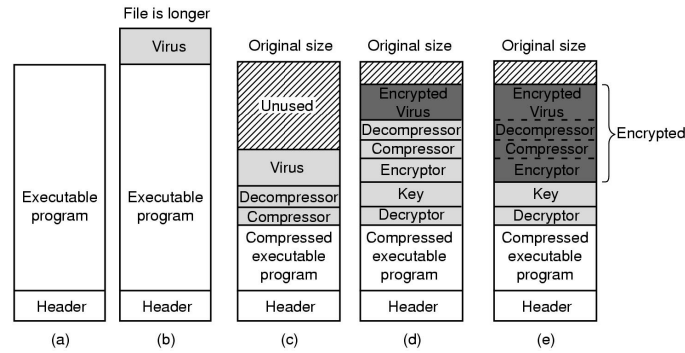 File is longer
Virus
Executable
program
Header
(a)
Executable
program
Header
(b)
Original size
Unused
Virus
Decompressor
Compressor
Compressed
executable
program
Header
(c)
Original size
Encrypted
Virus
Decompressor
Compressor
Encryptor
Key
Decryptor
Compressed
executable
program
Header
(d)
Original size
Encrypted
Virus
Decompressor
Compressor
Encryptor
Key
Decryptor
Compressed
executable
program
Header
(e)
Encrypted